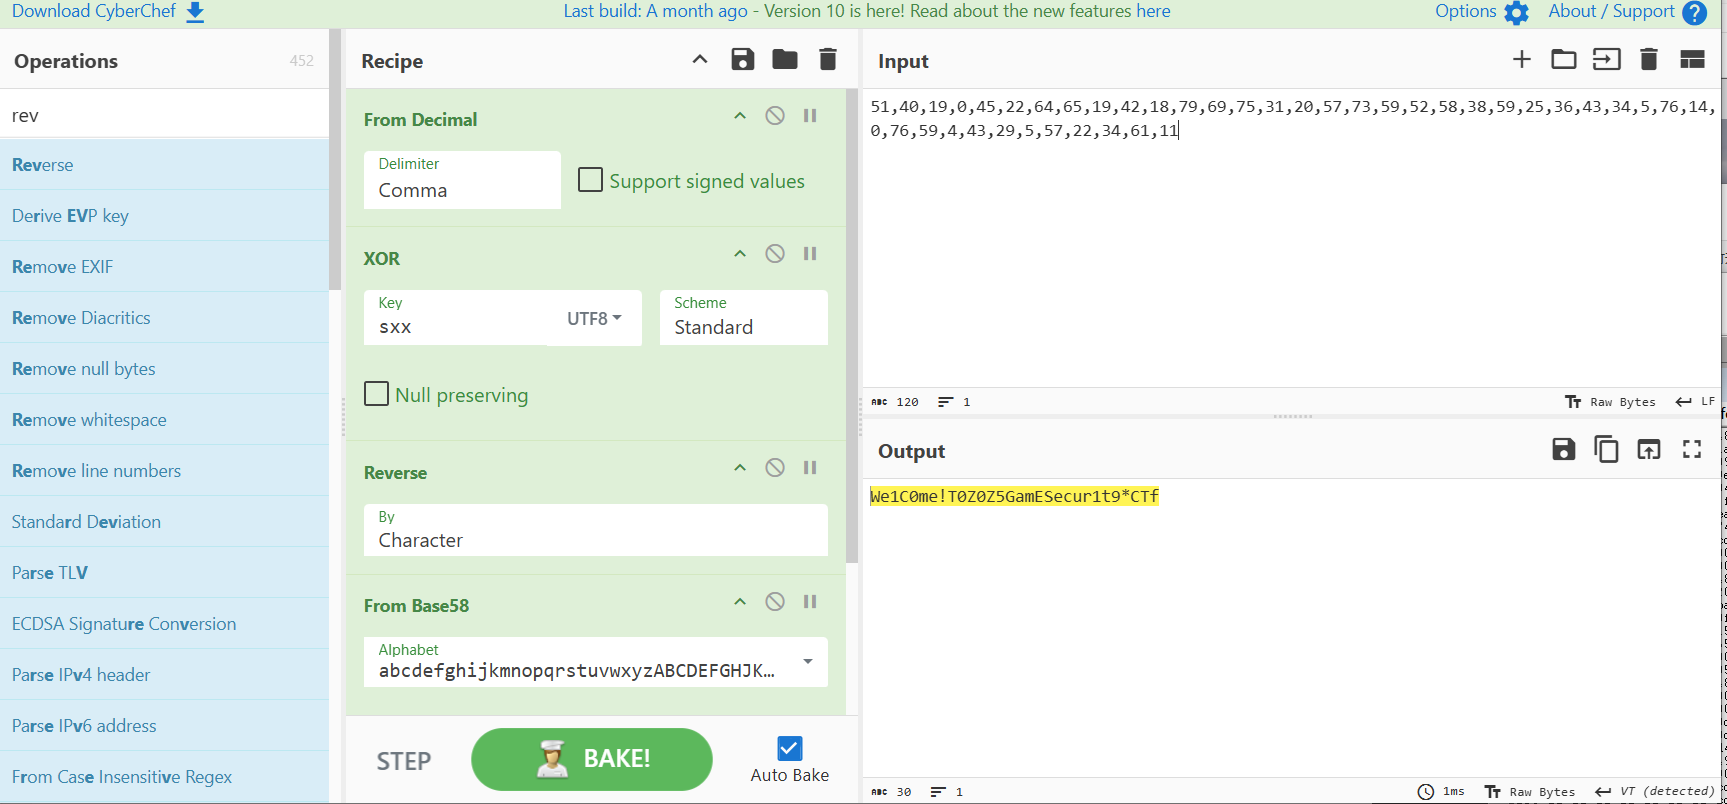 Download CyberChef
Last build: A month ago - Version 10 is here! Read about the new features here
Options
About / Support
Operations
452
rev
Reverse
Derive EVP key
Remove EXIF
Remove Diacritics
Remove null bytes
Remove whitespace
Remove line numbers
Standard Deviation
Parse TLV
ECDSA Signature Conversion
Parse IPv4 header
Parse IPv6 address
From Case Insensitive Regex
Recipe
From Decimal
Delimiter
Comma
Support signed values
XOR
Key
sxx
UTF8
Scheme
Standard
Null preserving
Reverse
By
Character
From Base58
Alphabet
abcdefghijkmnopqrstuvwxyzABCDEFGHJK…
STEP
BAKE!
Auto Bake
Input
51,40,19,0,45,22,64,65,19,42,18,79,69,75,31,20,57,73,59,52,58,38,59,25,36,43,34,5,76,14,
0,76,59,4,43,29,5,57,22,34,61,11
ABC 120
1
Raw Bytes
LF
Output
We1C0me!T0Z0Z5GamESecur1t9*CTf
ABC 30
1
1ms
Raw Bytes
VT (detected)